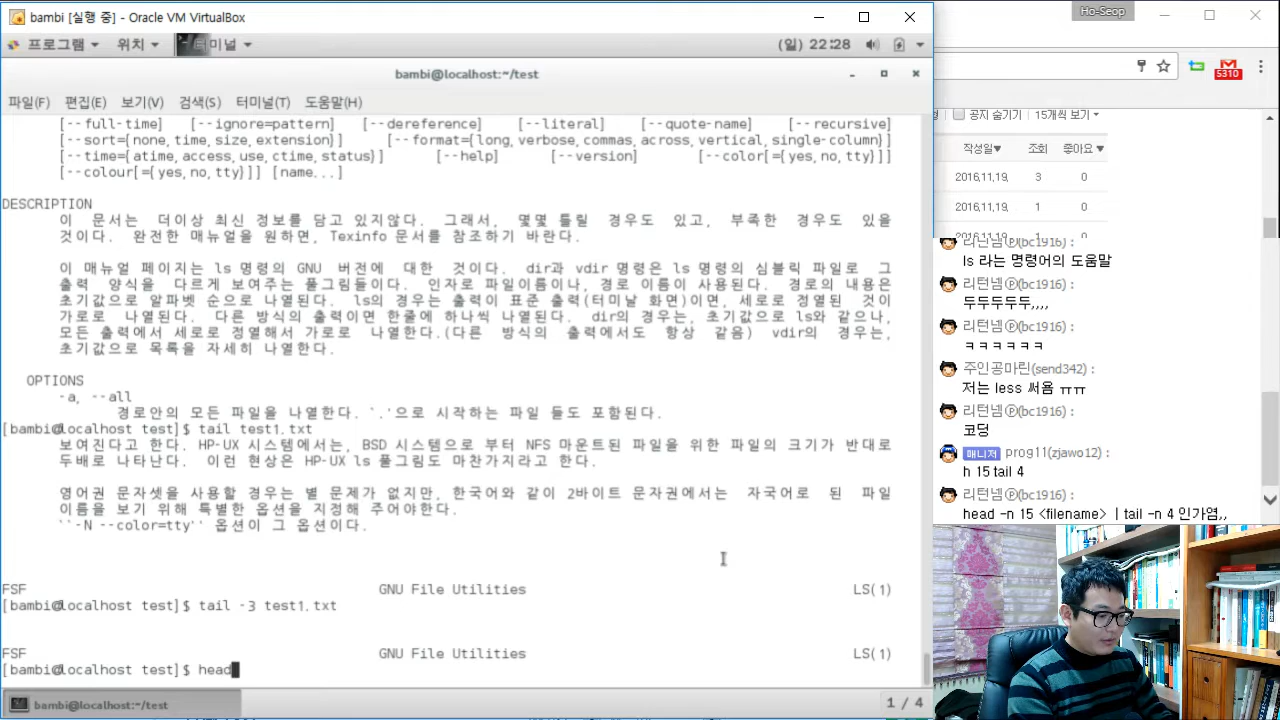 bambi [실행 중] - Oracle VM VirtualBox
프로그램 위치 터미널 (일) 22:28
bambi@localhost:~/test
파일(F) 편집(E) 보기(V) 검색(S) 터미널(T) 도움말(H)
[--full-time] [--ignore=pattern] [--dereference] [--literal] [--quote-name] [--recursive]
[--sort={none, time, size, extension}] [--format={long, verbose, commas, across, vertical, single-column}]
[--time={atime, access, use, ctime, status}] [--help] [--version] [--color[={yes, no, tty}]]
[--colour[={yes, no, tty}]] [name...]
DESCRIPTION
이 문서는 더이상 최신 정보를 담고 있지않다. 그래서, 몇몇 틀릴 경우도 있고, 부족한 경우도 있을
것이다. 완전한 매뉴얼을 원하면, Texinfo 문서를 참조하기 바란다.
이 매뉴얼 페이지는 ls 명령의 GNU 버전에 대한 것이다. dir과 vdir 명령은 ls 명령의 심블릭 파일로 그
출력 양식을 다르게 보여주는 풀그림들이다. 인자로 파일이름이나, 경로 이름이 사용된다. 경로의 내용은
초기값으로 알파벳 순으로 나열된다. ls의 경우는 출력이 표준 출력(터미날 화면)이면, 세로로 정열된 것이
가로로 나열된다. 다른 방식의 출력이면 한줄에 하나씩 나열된다. dir의 경우는, 초기값으로 ls와 같으나,
모든 출력에서 세로로 정열해서 가로로 나열한다.(다른 방식의 출력에서도 항상 같음) vdir의 경우는,
초기값으로 목록을 자세히 나열한다.
OPTIONS
-a, --all
경로안의 모든 파일을 나열한다. `.'으로 시작하는 파일 들도 포함된다.
[bambi@localhost test]$ tail test1.txt
보여진다고 한다. HP-UX 시스템에서는, BSD 시스템으로 부터 NFS 마운트된 파일을 위한 파일의 크기가 반대로
두배로 나타난다. 이런 현상은 HP-UX ls 풀그림도 마찬가지라고 한다.
영어권 문자셋을 사용할 경우는 별 문제가 없지만, 한국어와 같이 2바이트 문자권에서는 자국어로 된 파일
이름을 보기 위해 특별한 옵션을 지정해 주어야한다.
``-N --color=tty'' 옵션이 그 옵션이다.
FSF GNU File Utilities LS(1)
[bambi@localhost test]$ tail -3 test1.txt
FSF GNU File Utilities LS(1)
[bambi@localhost test]$ head
bambi@localhost:~/test 1 / 4
Ho-Seop
5310
공지 숨기기 15개씩 보기
작성일 조회 좋아요
2016.11.19. 3 0
2016.11.19. 1 0
리턴넴ⓟ(bc1916) :
ls 라는 명령어의 도움말
리턴넴ⓟ(bc1916) :
두두두두두,,,,
리턴넴ⓟ(bc1916) :
ㅋㅋㅋㅋㅋㅋ
주인공마린(send342) :
저는 less 써욤 ㅠㅠ
리턴넴ⓟ(bc1916) :
코딩
매니저 prog11(zjawo12) :
h 15 tail 4
리턴넴ⓟ(bc1916) :
head -n 15 <filename> | tail -n 4 인가염,,